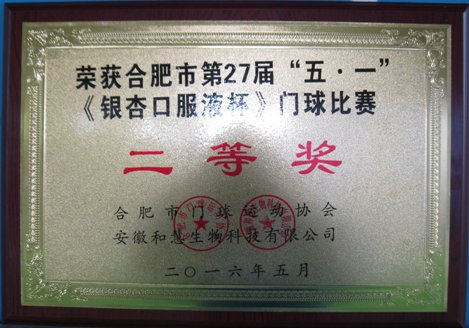 荣获合肥市第27届“五·一”
《银杏口服液杯》门球比赛
二等奖
合肥市门球运动协会
安徽和慧生物科技有限公司
二〇一六年五月